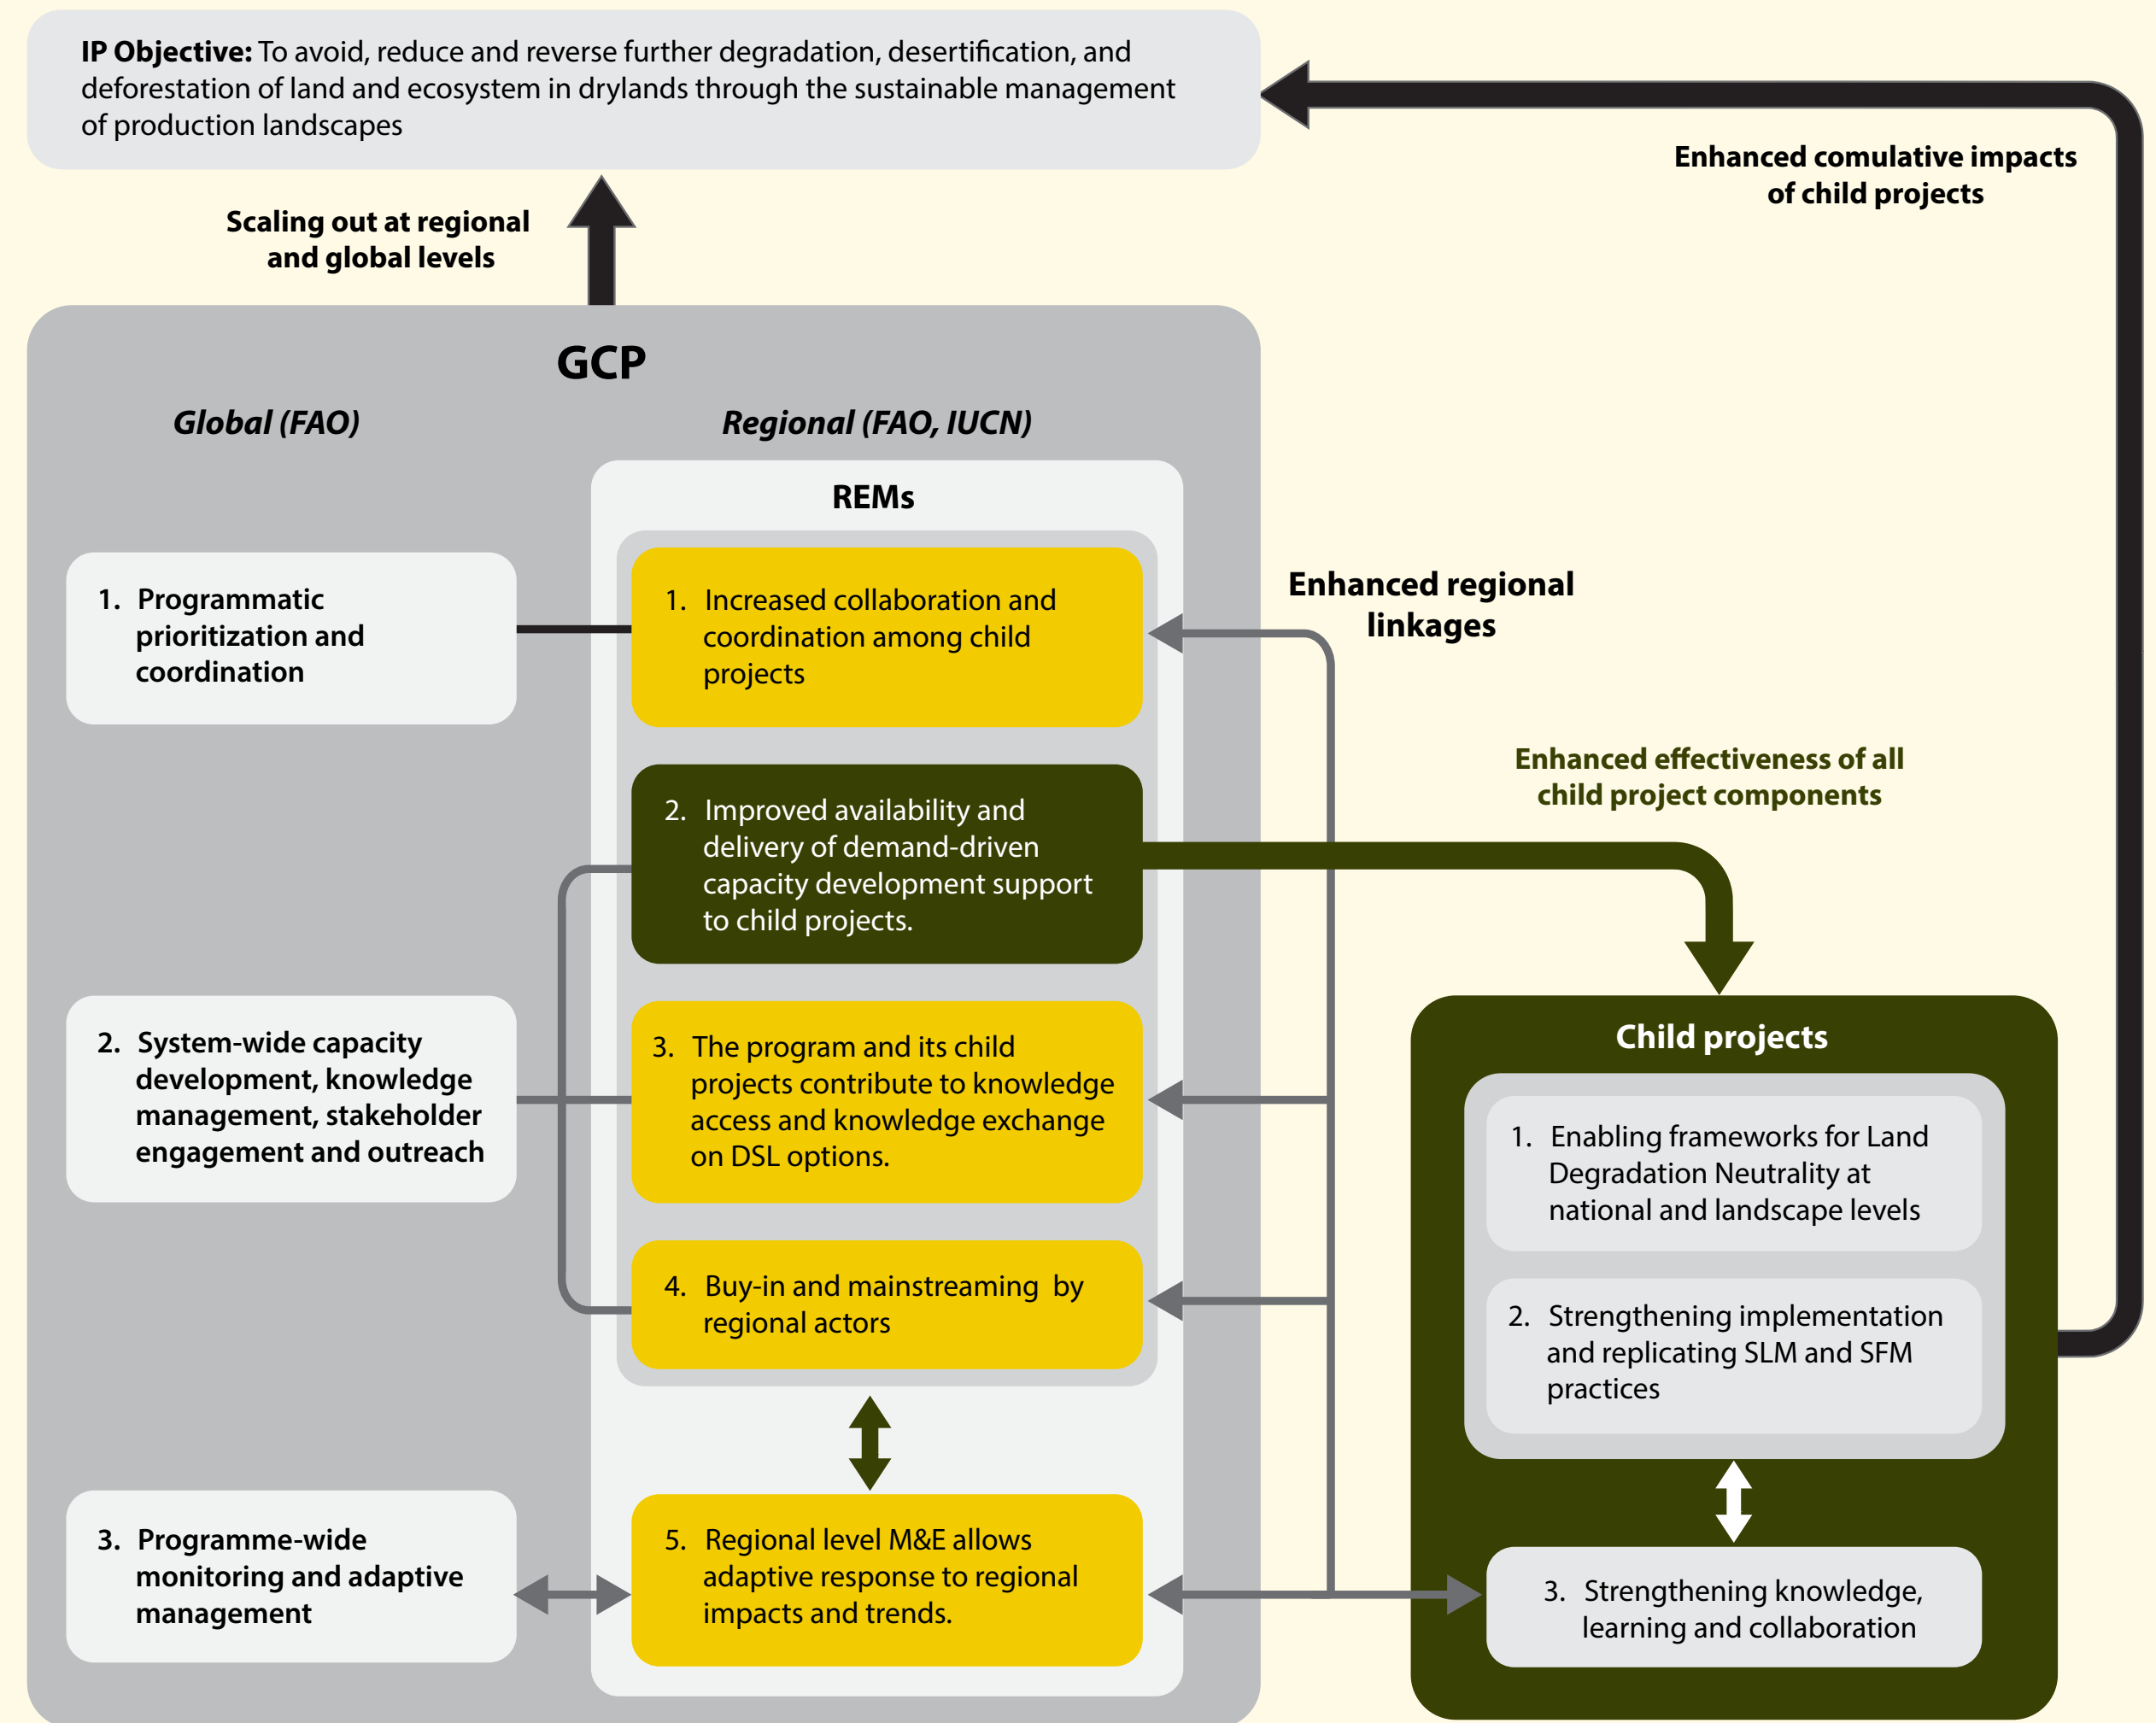 IP Objective: To avoid, reduce and reverse further degradation, desertification, and
deforestation of land and ecosystem in drylands through the sustainable management
of production landscapes
Enhanced comulative impacts
of child projects
Scaling out at regional
and global levels
GCP
Global (FAO)
Regional (FAO, IUCN)
REMs
1. Programmatic
prioritization and
coordination
1. Increased collaboration and
coordination among child
projects
Enhanced regional
linkages
2. Improved availability and
delivery of demand-driven
capacity development support
to child projects.
Enhanced effectiveness of all
child project components
2. System-wide capacity
development, knowledge
management, stakeholder
engagement and outreach
3. The program and its child
projects contribute to knowledge
access and knowledge exchange
on DSL options.
4. Buy-in and mainstreaming by
regional actors
3. Programme-wide
monitoring and adaptive
management
5. Regional level M&E allows
adaptive response to regional
impacts and trends.
Child projects
1. Enabling frameworks for Land
Degradation Neutrality at
national and landscape levels
2. Strengthening implementation
and replicating SLM and SFM
practices
3. Strengthening knowledge,
learning and collaboration